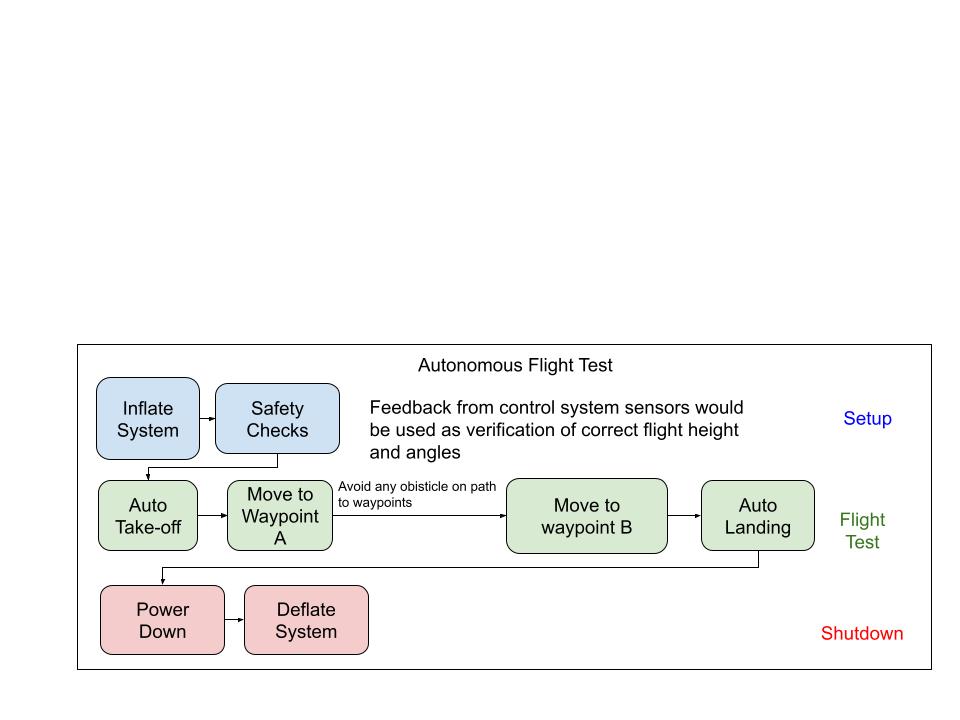 Autonomous Flight Test
Inflate
System
Safety
Checks
Feedback from control system sensors would
be used as verification of correct flight height
and angles
Setup
Auto
Take-off
Move to
Waypoint
A
Avoid any obisticle on path
to waypoints
Move to
waypoint B
Auto
Landing
Flight
Test
Power
Down
Deflate
System
Shutdown